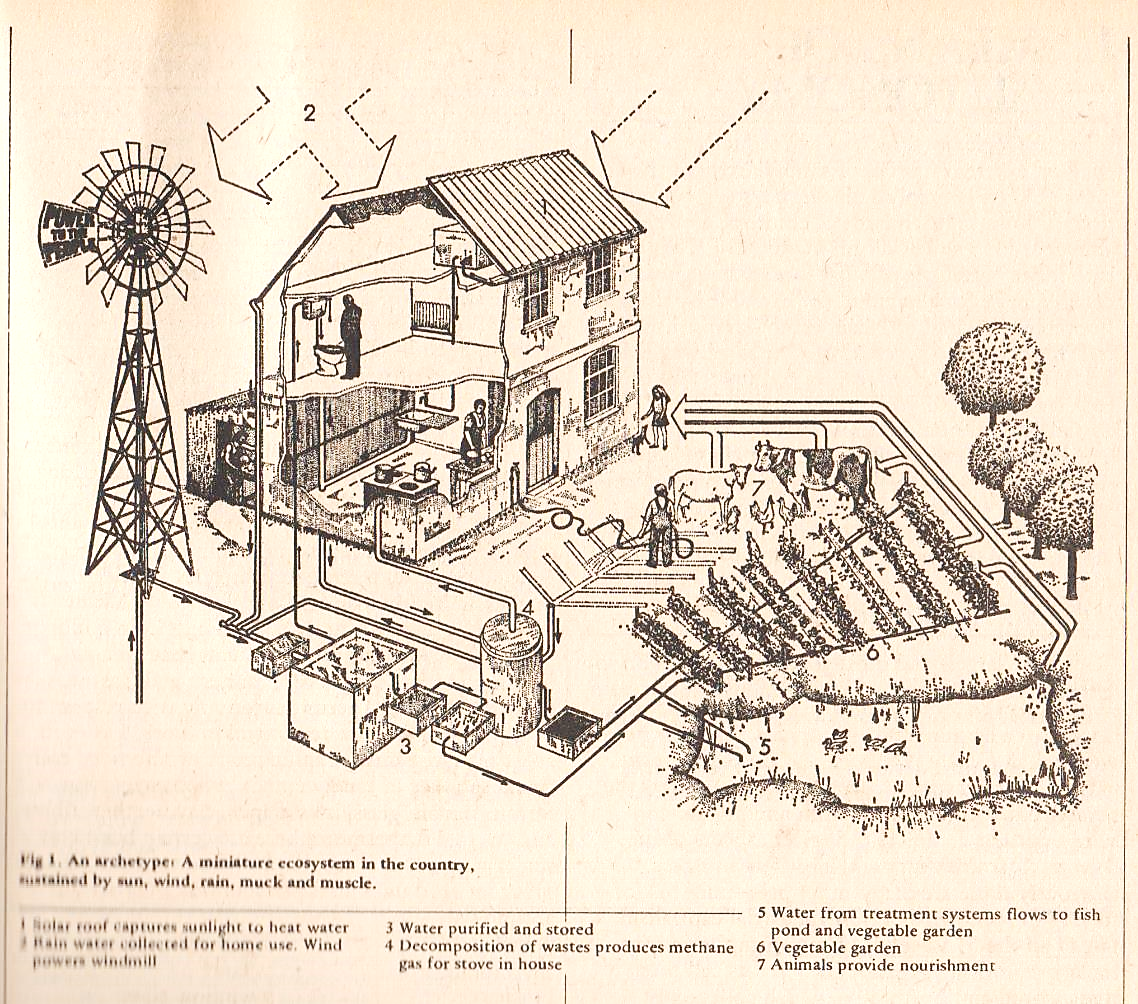 2
1
POWER
TO THE
PEOPLE
7
4
6
3
5
Fig 1. An archetype: A miniature ecosystem in the country,
sustained by sun, wind, rain, muck and muscle.
1 Solar roof captures sunlight to heat water
2 Rain water collected for home use. Wind
powers windmill
3 Water purified and stored
4 Decomposition of wastes produces methane
gas for stove in house
5 Water from treatment systems flows to fish
pond and vegetable garden
6 Vegetable garden
7 Animals provide nourishment